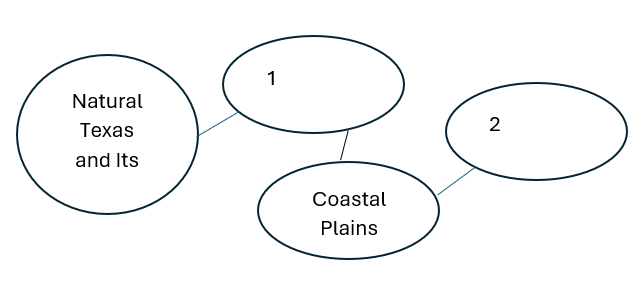 Natural
Texas
and Its
1
Coastal
Plains
2